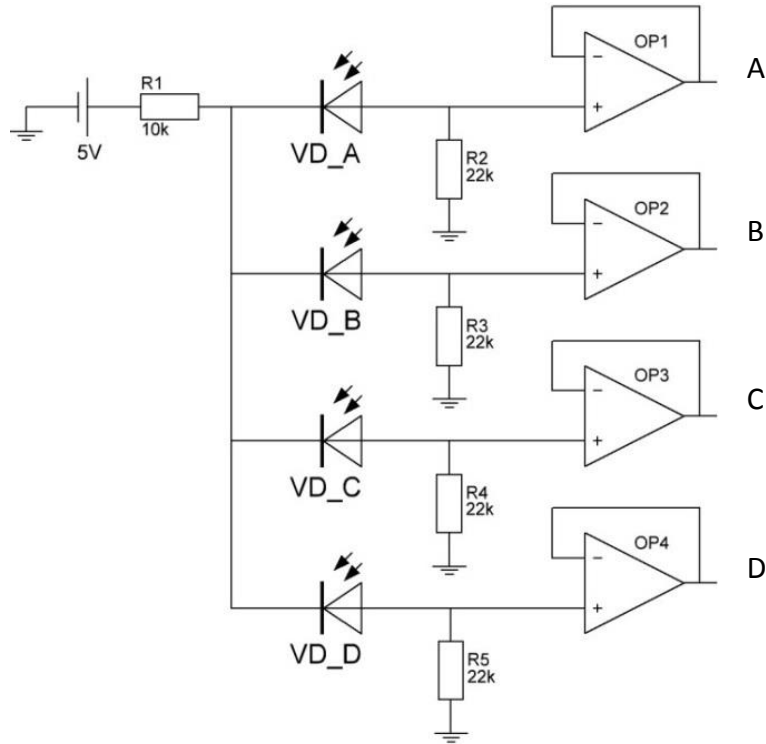 OP1
A
R1
10k
5V
VD_A
R2
22k
OP2
B
VD_B
R3
22k
OP3
C
VD_C
R4
22k
OP4
D
VD_D
R5
22k